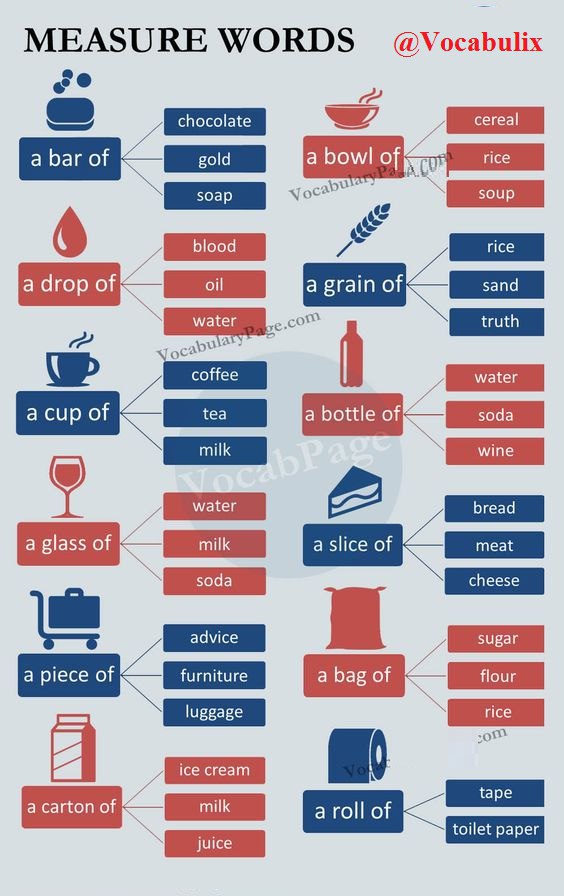 MEASURE WORDS
@Vocabulix
a bar of
chocolate
gold
soap
a bowl of
cereal
rice
soup
VocabularyPage.com
a drop of
blood
oil
water
a grain of
rice
sand
truth
VocabularyPage.com
a cup of
coffee
tea
milk
a bottle of
water
soda
wine
VocabPage
a glass of
water
milk
soda
a slice of
bread
meat
cheese
a piece of
advice
furniture
luggage
a bag of
sugar
flour
rice
a carton of
ice cream
milk
juice
a roll of
tape
toilet paper